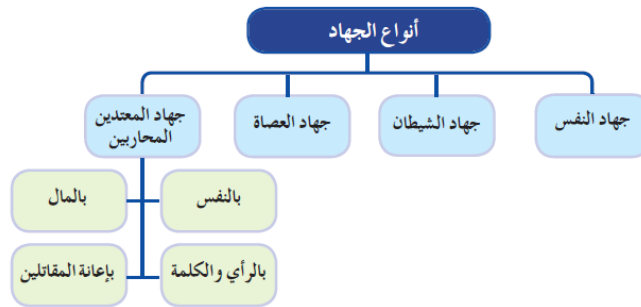 أنواع الجهاد
جهاد النفس
جهاد الشيطان
جهاد العصاة
جهاد المعتدين
المحاربين
بالنفس
بالمال
بالرأي والكلمة
بإعانة المقاتلين